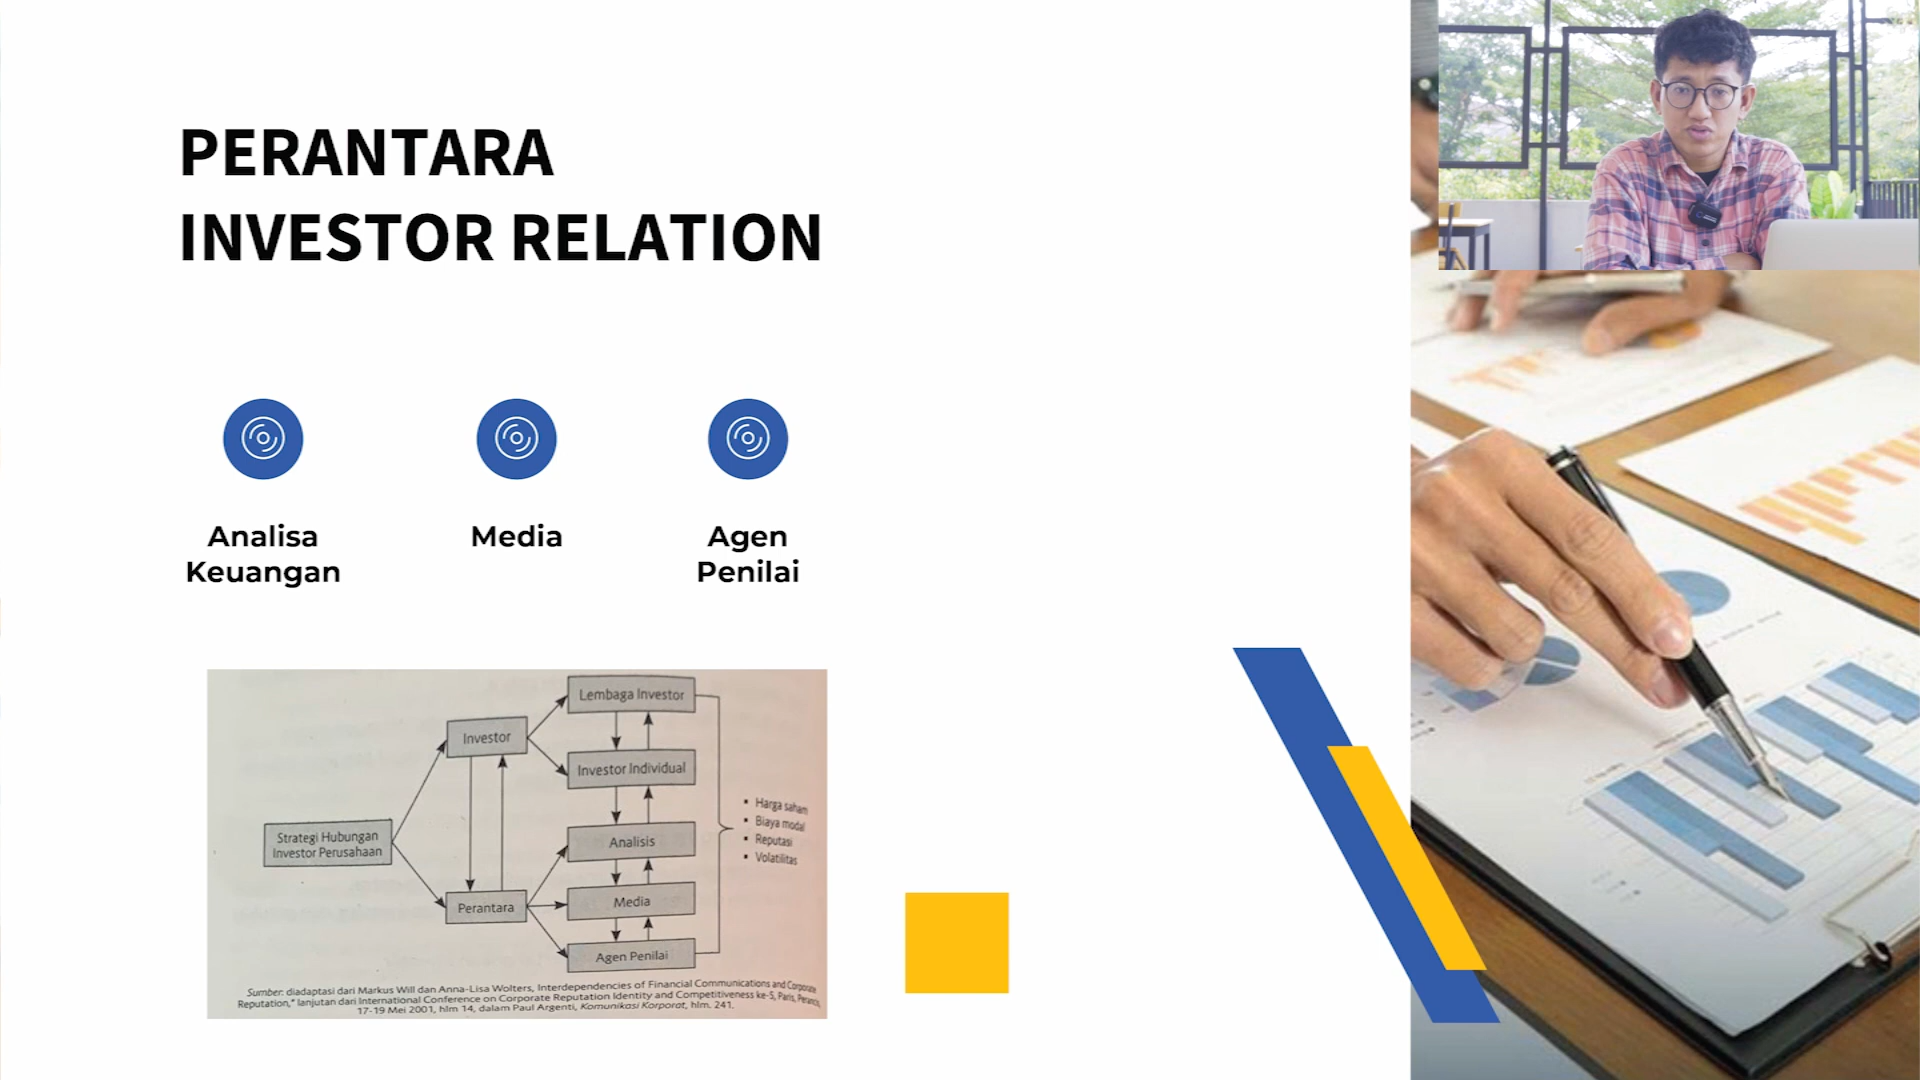 PERANTARA
INVESTOR RELATION
Analisa
Keuangan
Media
Agen
Penilai
Lembaga Investor
Investor
Investor Individual
Strategi Hubungan
Investor Perusahaan
Analisis
Perantara
Media
Agen Penilai
▪ Harga saham
▪ Biaya modal
▪ Reputasi
▪ Volatilitas
Sumber: diadaptasi dari Markus Will dan Anna-Lisa Wolters, Interdependencies of Financial Communications and Corporate
Reputation,” lanjutan dari International Conference on Corporate Reputation Identity and Competitiveness ke-5, Paris, Perancis,
17-19 Mei 2001, hlm 14, dalam Paul Argenti, Komunikasi Korporat, hlm. 241.